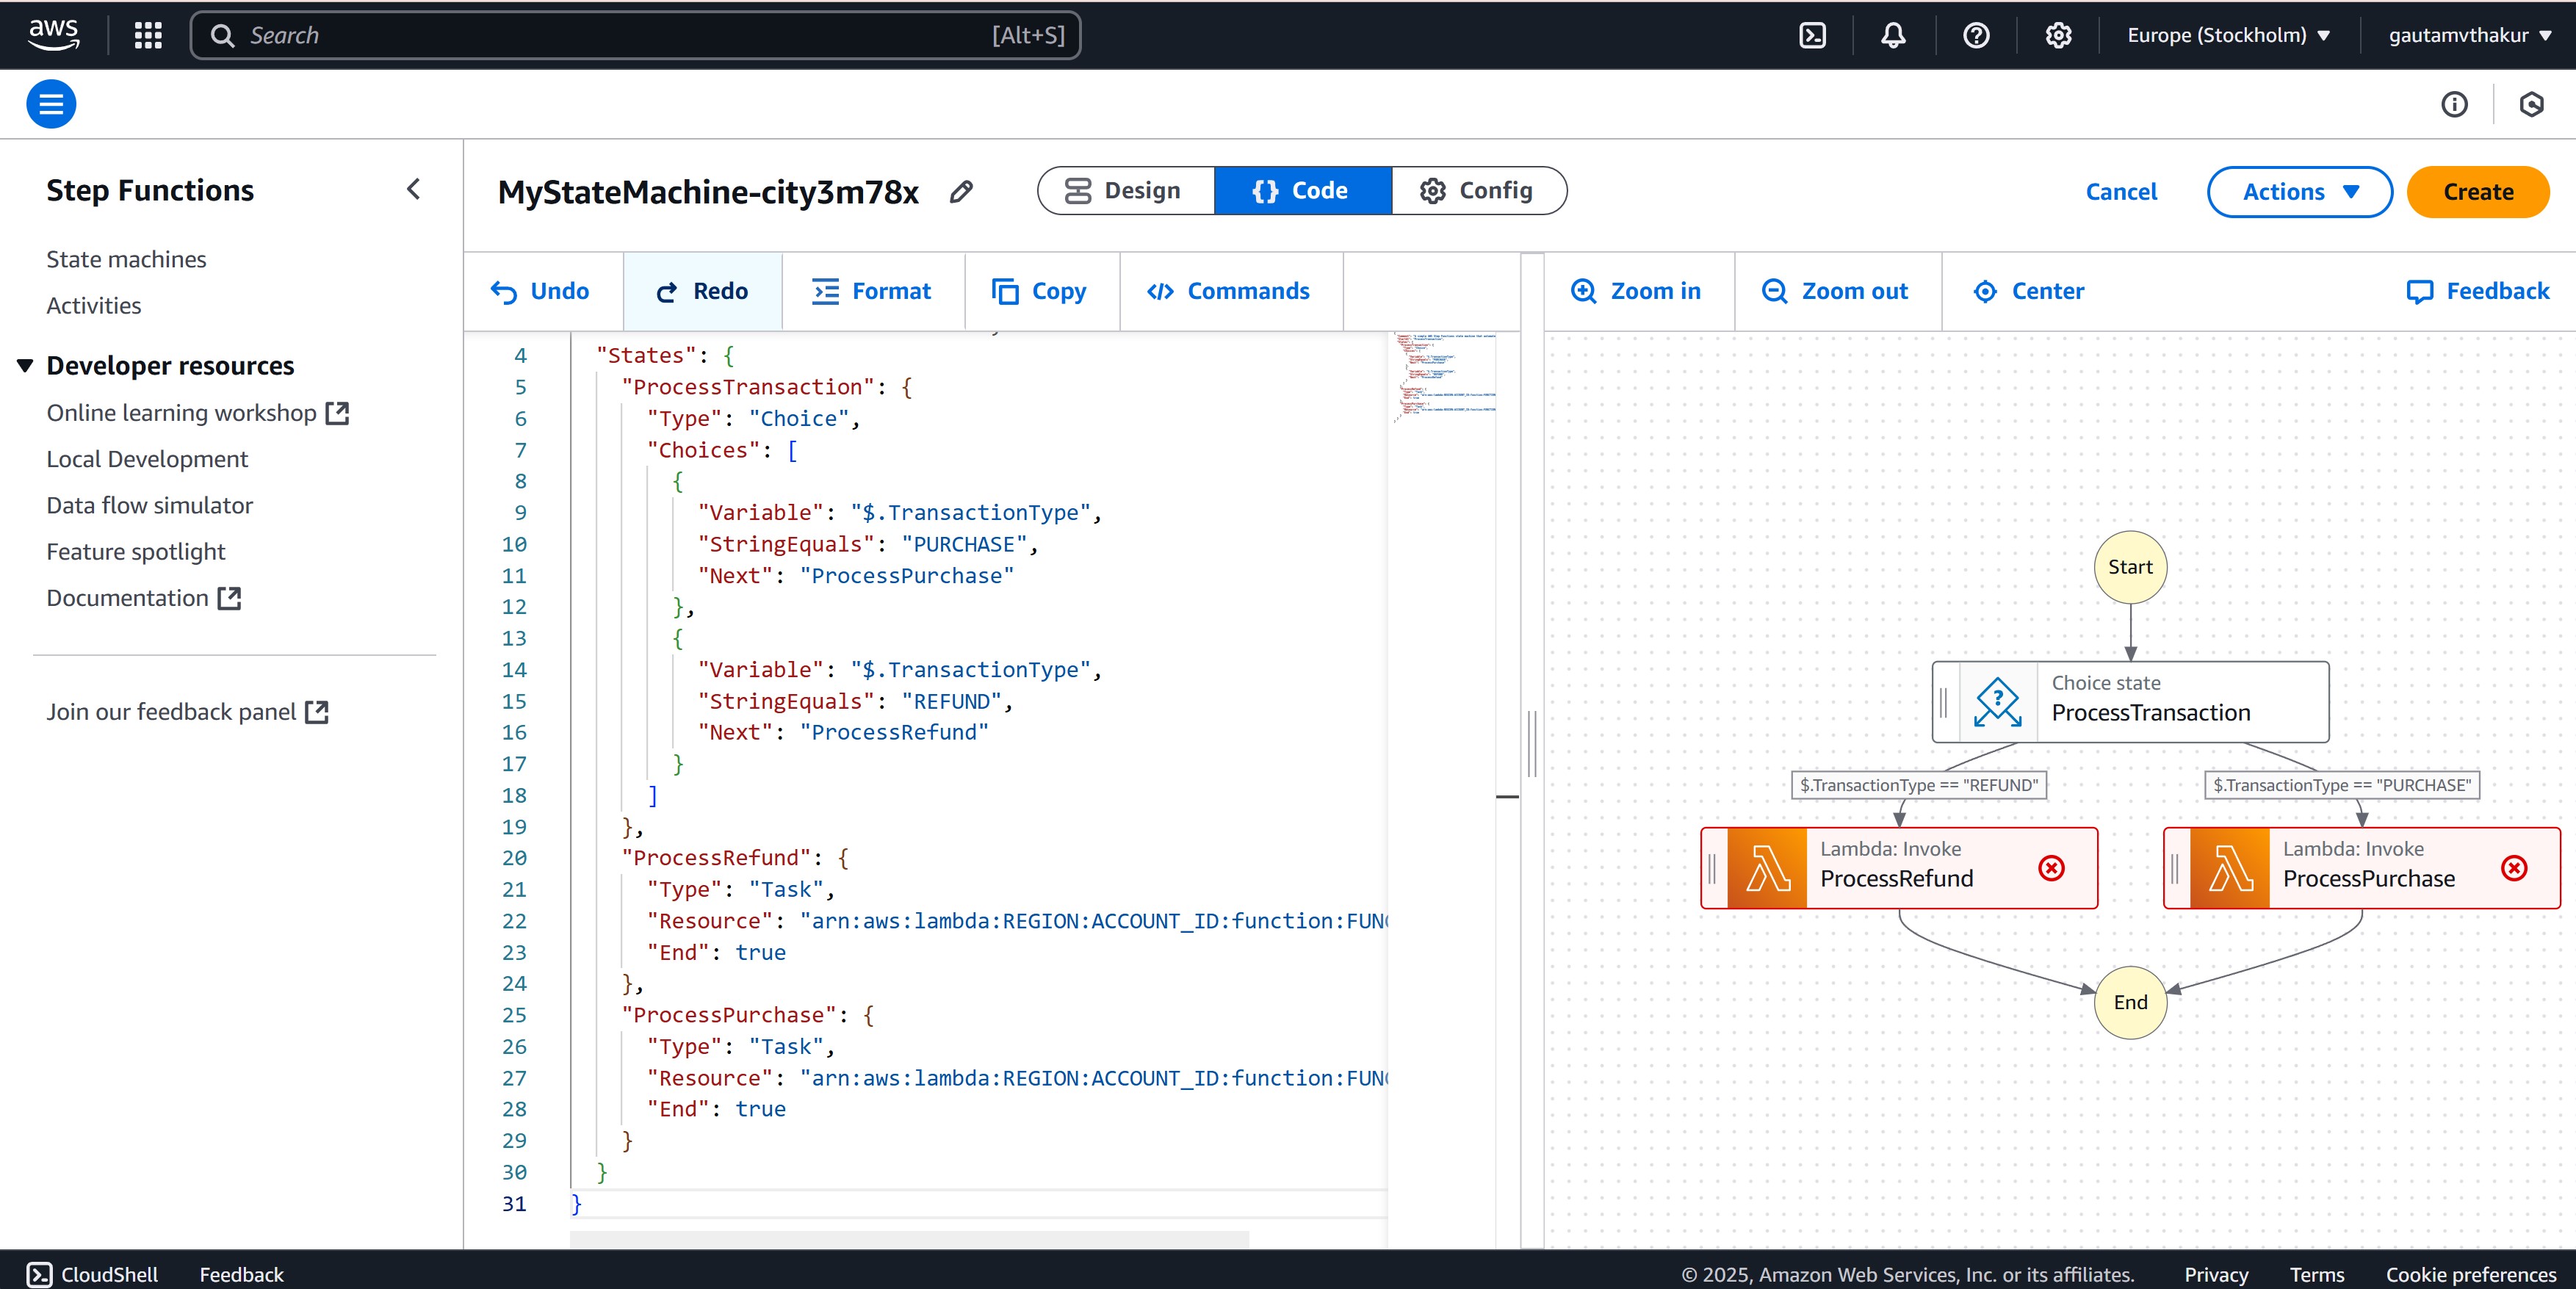 aws
Search [Alt+S]
Europe (Stockholm)
gautamvthakur
Step Functions
State machines
Activities
Developer resources
Online learning workshop
Local Development
Data flow simulator
Feature spotlight
Documentation
Join our feedback panel
MyStateMachine-city3m78x
Design
{} Code
Config
Cancel
Actions
Create
Undo
Redo
Format
Copy
Commands
Zoom in
Zoom out
Center
Feedback
4 "States": {
5 "ProcessTransaction": {
6 "Type": "Choice",
7 "Choices": [
8 {
9 "Variable": "$.TransactionType",
10 "StringEquals": "PURCHASE",
11 "Next": "ProcessPurchase"
12 },
13 {
14 "Variable": "$.TransactionType",
15 "StringEquals": "REFUND",
16 "Next": "ProcessRefund"
17 }
18 ]
19 },
20 "ProcessRefund": {
21 "Type": "Task",
22 "Resource": "arn:aws:lambda:REGION:ACCOUNT_ID:function:FUN
23 "End": true
24 },
25 "ProcessPurchase": {
26 "Type": "Task",
27 "Resource": "arn:aws:lambda:REGION:ACCOUNT_ID:function:FUN
28 "End": true
29 }
30 }
31 }
Start
Choice state
ProcessTransaction
$.TransactionType == "REFUND"
$.TransactionType == "PURCHASE"
Lambda: Invoke
ProcessRefund
Lambda: Invoke
ProcessPurchase
End
CloudShell
Feedback
© 2025, Amazon Web Services, Inc. or its affiliates.
Privacy
Terms
Cookie preferences